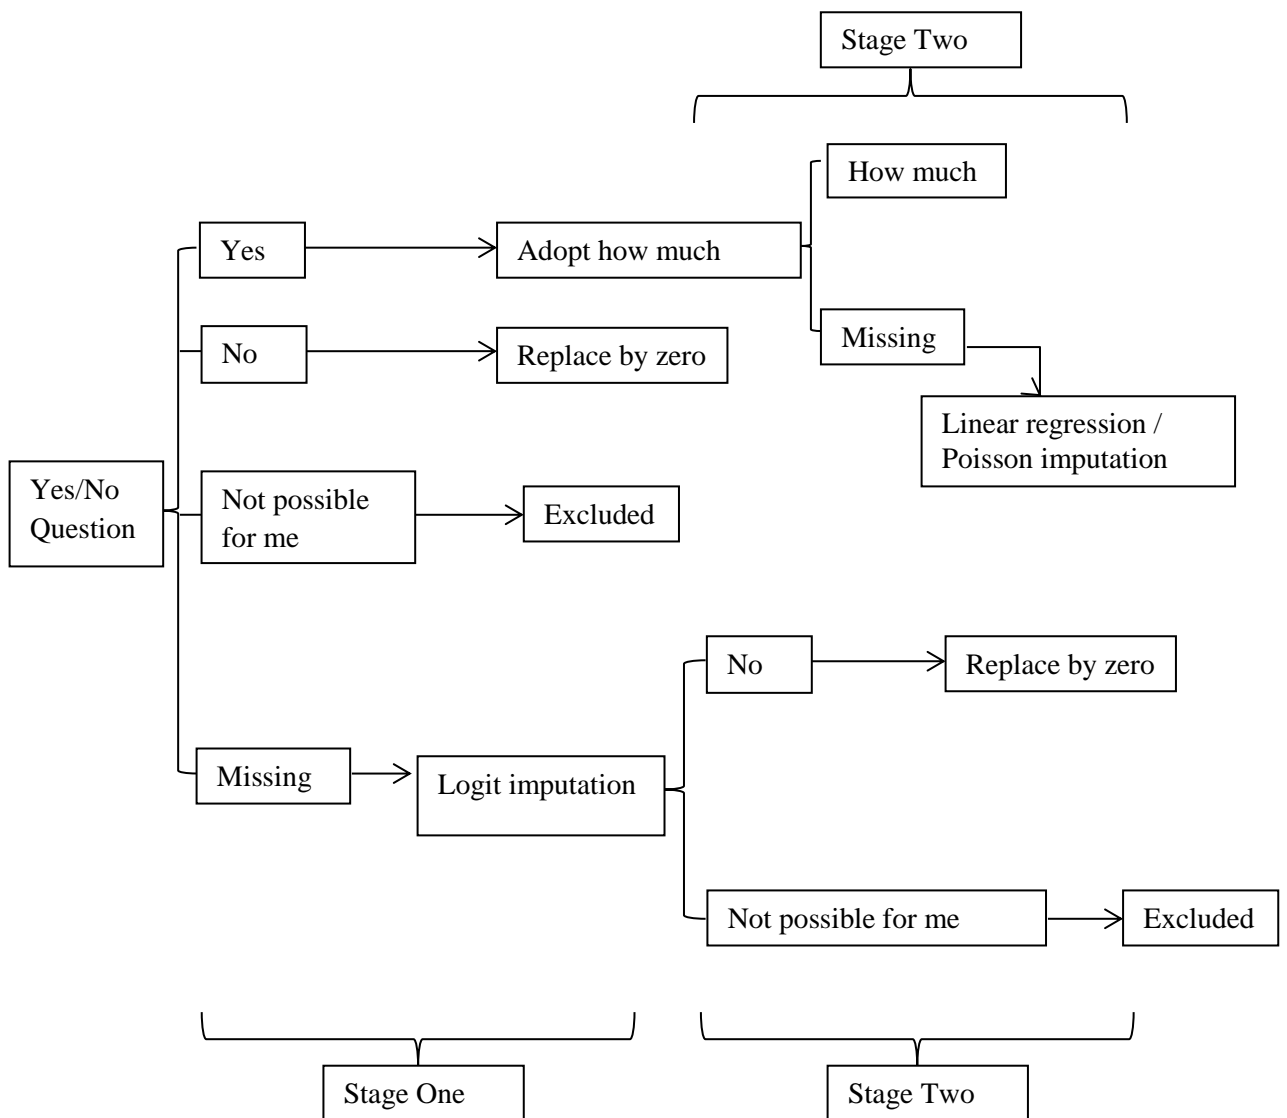 Stage Two
How much
Yes
Adopt how much
Missing
No
Replace by zero
Linear regression /
Poisson imputation
Yes/No
Question
Not possible
for me
Excluded
No
Replace by zero
Missing
Logit imputation
Not possible for me
Excluded
Stage One
Stage Two